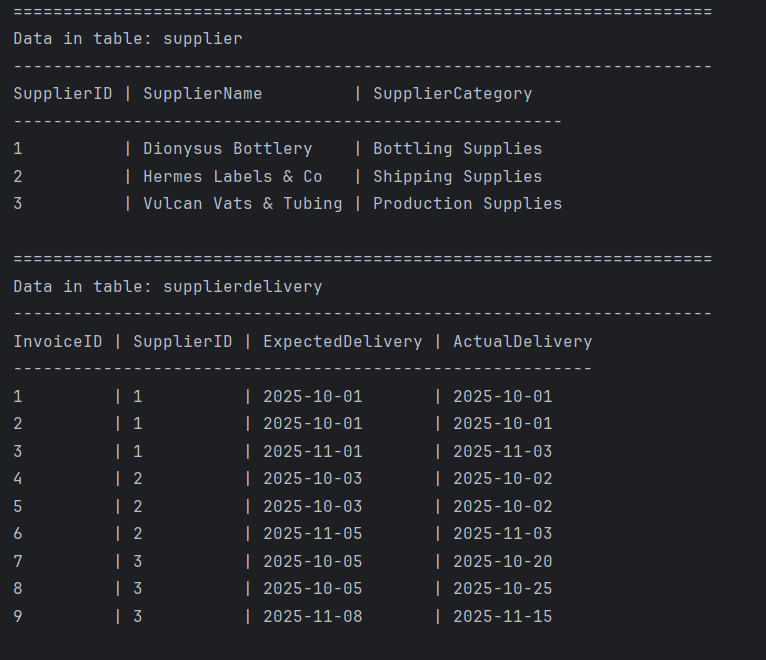 ======================================================================
Data in table: supplier
----------------------------------------------------------------------
SupplierID | SupplierName         | SupplierCategory
-------------------------------------------------------
1          | Dionysus Bottlery    | Bottling Supplies
2          | Hermes Labels & Co   | Shipping Supplies
3          | Vulcan Vats & Tubing | Production Supplies

======================================================================
Data in table: supplierdelivery
----------------------------------------------------------------------
InvoiceID | SupplierID | ExpectedDelivery | ActualDelivery
----------------------------------------------------------
1         | 1          | 2025-10-01       | 2025-10-01
2         | 1          | 2025-10-01       | 2025-10-01
3         | 1          | 2025-11-01       | 2025-11-03
4         | 2          | 2025-10-03       | 2025-10-02
5         | 2          | 2025-10-03       | 2025-10-02
6         | 2          | 2025-11-05       | 2025-11-03
7         | 3          | 2025-10-05       | 2025-10-20
8         | 3          | 2025-10-05       | 2025-10-25
9         | 3          | 2025-11-08       | 2025-11-15